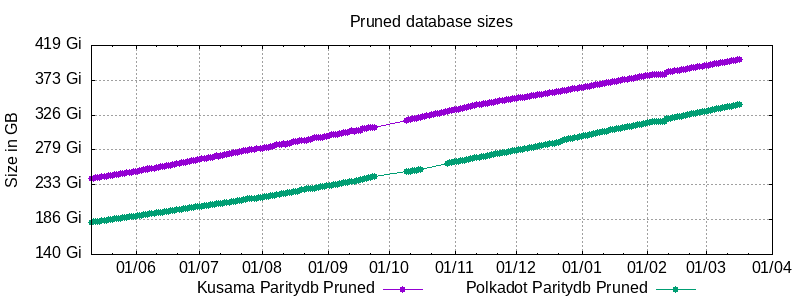 Pruned database sizes
Size in GB
419 Gi
373 Gi
326 Gi
279 Gi
233 Gi
186 Gi
140 Gi
01/06 01/07 01/08 01/09 01/10 01/11 01/12 01/01 01/02 01/03 01/04
Kusama Paritydb Pruned Polkadot Paritydb Pruned